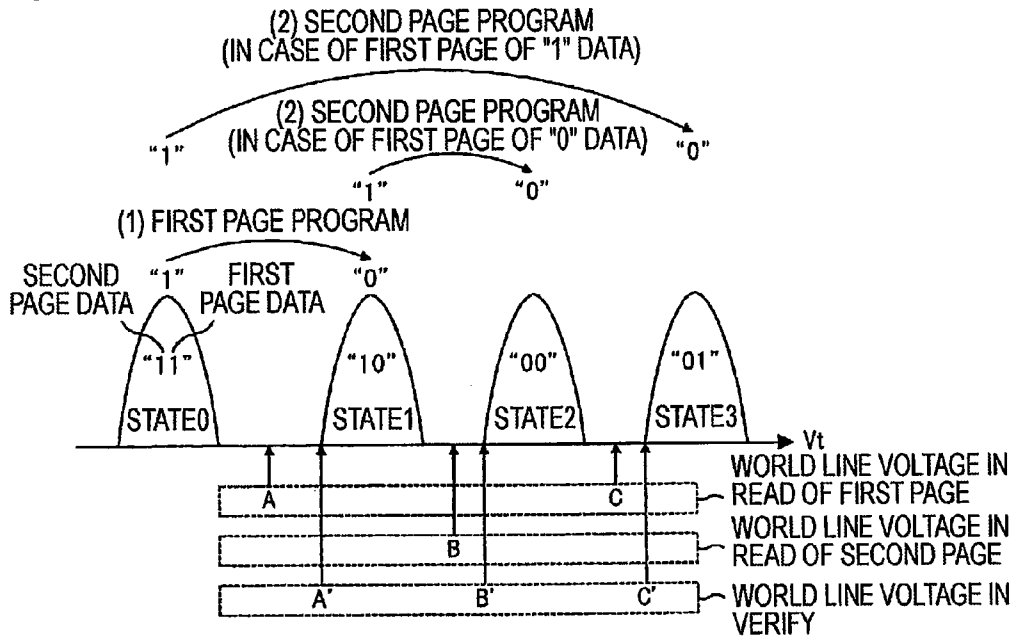 (2) SECOND PAGE PROGRAM
(IN CASE OF FIRST PAGE OF "1" DATA)
(2) SECOND PAGE PROGRAM
(IN CASE OF FIRST PAGE OF "0" DATA)
"1"
"0"
"1"
"0"
(1) FIRST PAGE PROGRAM
SECOND
PAGE DATA
"1"
FIRST
PAGE DATA
"0"
"11"
"10"
"00"
"01"
STATE0
STATE1
STATE2
STATE3
Vt
A
C
WORLD LINE VOLTAGE IN
READ OF FIRST PAGE
B
WORLD LINE VOLTAGE IN
READ OF SECOND PAGE
A'
B'
C'
WORLD LINE VOLTAGE IN
VERIFY